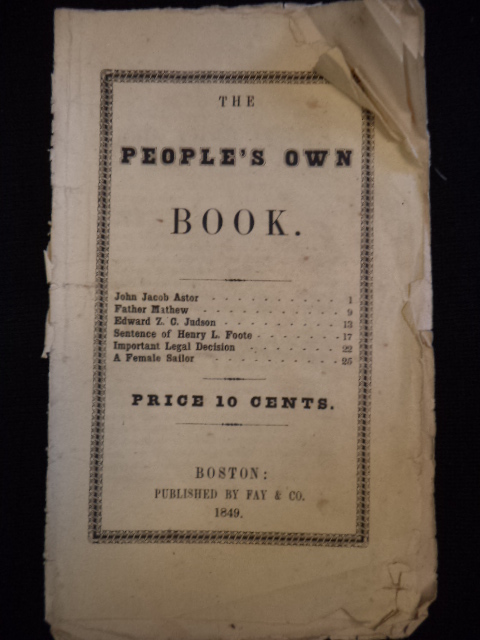 THE
PEOPLE'S OWN
BOOK.
John Jacob Astor - - - - - - - - - - 1
Father Mathew - - - - - - - - - - - 9
Edward Z. C. Judson - - - - - - - - - 13
Sentence of Henry L. Foote - - - - - - - 17
Important Legal Decision - - - - - - - - 22
A Female Sailor - - - - - - - - - - - 25
PRICE 10 CENTS.
BOSTON:
PUBLISHED BY FAY & CO.
1849.